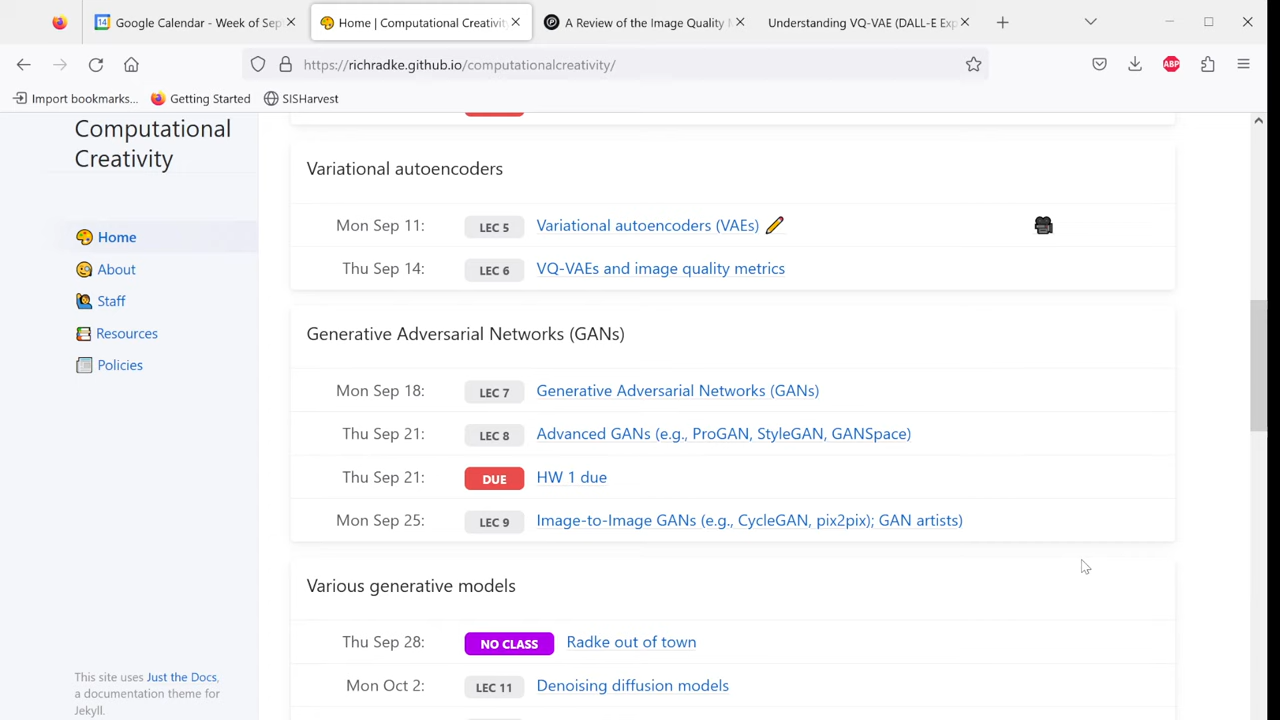 14
Google Calendar - Week of Sep
Home | Computational Creativit
A Review of the Image Quality M
Understanding VQ-VAE (DALL-E Exp
https://richradke.github.io/computationalcreativity/
ABP
Import bookmarks...
Getting Started
SISHarvest
Computational
Creativity
Home
About
Staff
Resources
Policies
This site uses Just the Docs,
a documentation theme for
Jekyll.
Variational autoencoders
Mon Sep 11: LEC 5 Variational autoencoders (VAEs)
Thu Sep 14: LEC 6 VQ-VAEs and image quality metrics
Generative Adversarial Networks (GANs)
Mon Sep 18: LEC 7 Generative Adversarial Networks (GANs)
Thu Sep 21: LEC 8 Advanced GANs (e.g., ProGAN, StyleGAN, GANSpace)
Thu Sep 21: DUE HW 1 due
Mon Sep 25: LEC 9 Image-to-Image GANs (e.g., CycleGAN, pix2pix); GAN artists)
Various generative models
Thu Sep 28: NO CLASS Radke out of town
Mon Oct 2: LEC 11 Denoising diffusion models